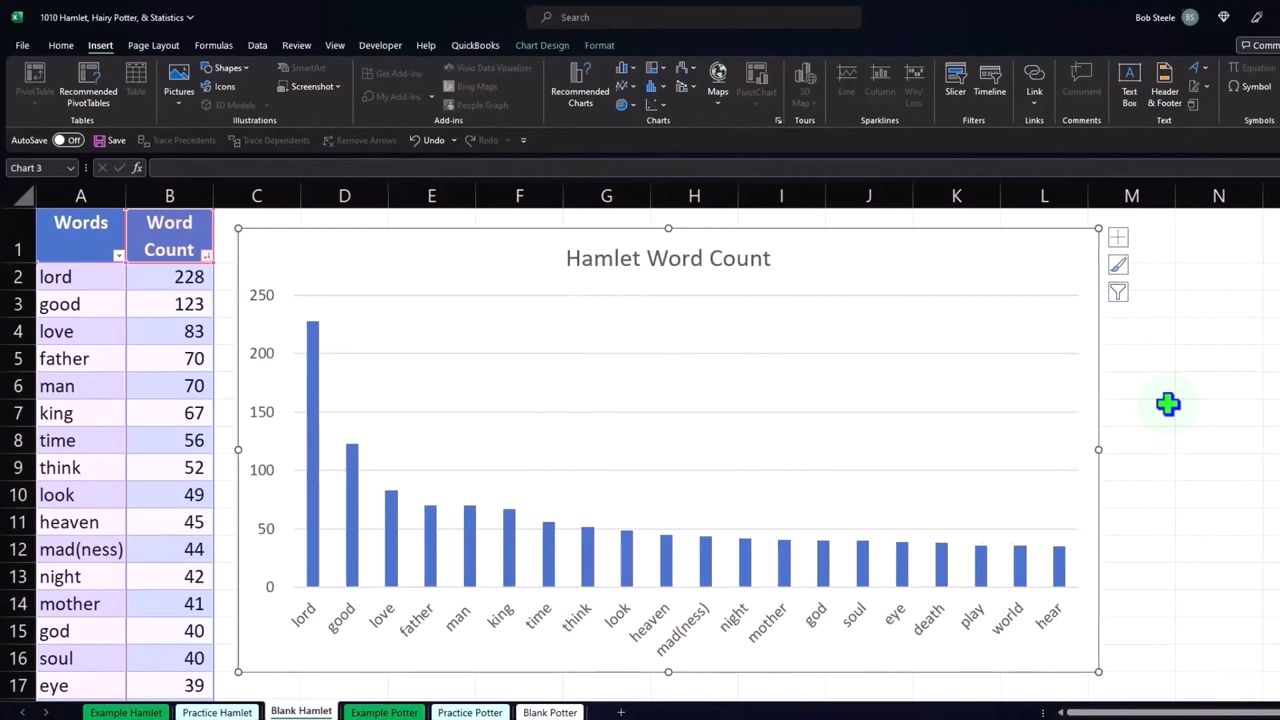 1010 Hamlet, Hairy Potter, & Statistics
Search
Bob Steele
BS
File Home Insert Page Layout Formulas Data Review View Developer Help QuickBooks Chart Design Format
Comm
PivotTable
Recommended
PivotTables
Table
Tables
Pictures
Shapes
Icons
3D Models
SmartArt
Screenshot
Illustrations
Get Add-ins
My Add-ins
Visio Data Visualizer
Bing Maps
People Graph
Add-ins
Recommended
Charts
Maps
PivotChart
Charts
3D
Map
Tours
Line
Column
Win/
Loss
Sparklines
Slicer
Timeline
Filters
Link
Links
Comment
Comments
Text
Box
Header
& Footer
Text
Equation
Symbol
Symbols
AutoSave Off Save Trace Precedents Trace Dependents Remove Arrows Undo Redo
Chart 3 fx
A B C D E F G H I J K L M N
1 Words Word
Count
2 lord 228
3 good 123
4 love 83
5 father 70
6 man 70
7 king 67
8 time 56
9 think 52
10 look 49
11 heaven 45
12 mad(ness) 44
13 night 42
14 mother 41
15 god 40
16 soul 40
17 eye 39
Hamlet Word Count
250
200
150
100
50
0
lord good love father man king time think look heaven mad(ness) night mother god soul eye death play world hear
Example Hamlet Practice Hamlet Blank Hamlet Example Potter Practice Potter Blank Potter